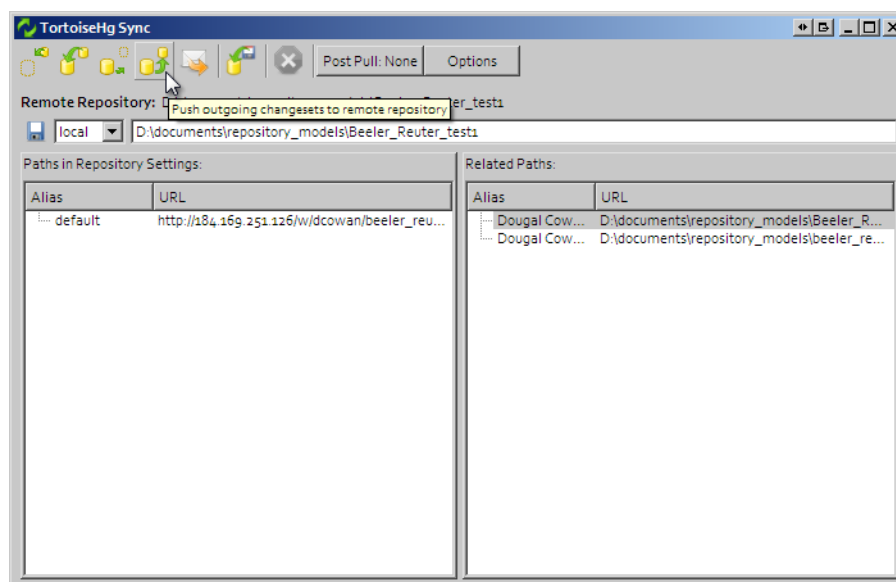 TortoiseHg Sync
Post Pull: None Options
Remote Repository: er_test1
Push outgoing changesets to remote repository
local D:\documents\repository_models\Beeler_Reuter_test1
Paths in Repository Settings: Related Paths:
Alias URL Alias URL
default http://184.169.251.126/w/dcowan/beeler_reu... Dougal Cow... D:\documents\repository_models\Beeler_R...
Dougal Cow... D:\documents\repository_models\beeler_re...